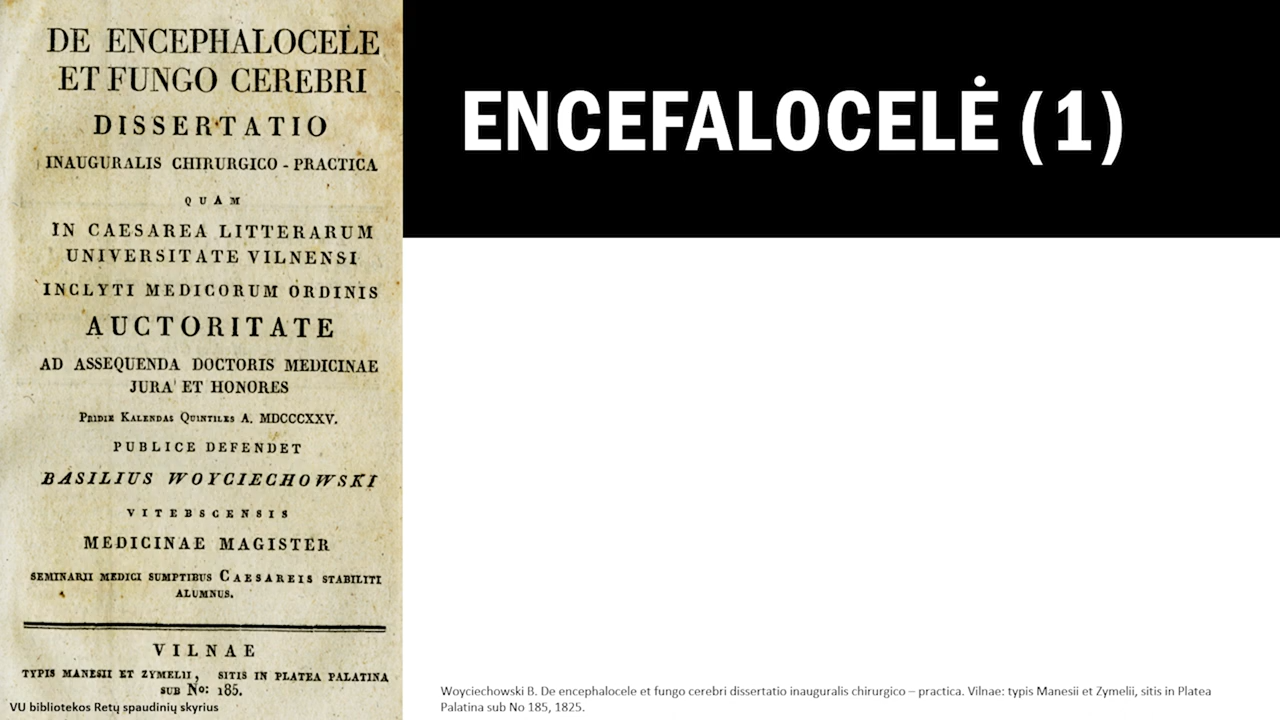 DE ENCEPHALOCELE
ET FUNGO CEREBRI
DISSERTATIO
INAUGURALIS CHIRURGICO - PRACTICA
QUAM
IN CAESAREA LITTERARUM
UNIVERSITATE VILNENSI
INCLYTI MEDICORUM ORDINIS
AUCTORITATE
AD ASSEQUENDA DOCTORIS MEDICINAE
JURA ET HONORES
PRIDIE KALENDAS QUINTILES A. MDCCCXXV.
PUBLICE DEFENDET
BASILIUS WOYCIECHOWSKI
VITEBSCENSIS
MEDICINAE MAGISTER
SEMINARII MEDICI SUMPTIBUS CAESAREIS STABILITI
ALUMNUS.
VILNAE
TYPIS MANESII ET ZYMELII, SITIS IN PLATEA PALATINA
SUB No: 185.
VU bibliotekos Retų spaudinių skyrius
ENCEFALOCELĖ (1)
Woyciechowski B. De encephalocele et fungo cerebri dissertatio inauguralis chirurgico – practica. Vilnae: typis Manesii et Zymelii, sitis in Platea
Palatina sub No 185, 1825.